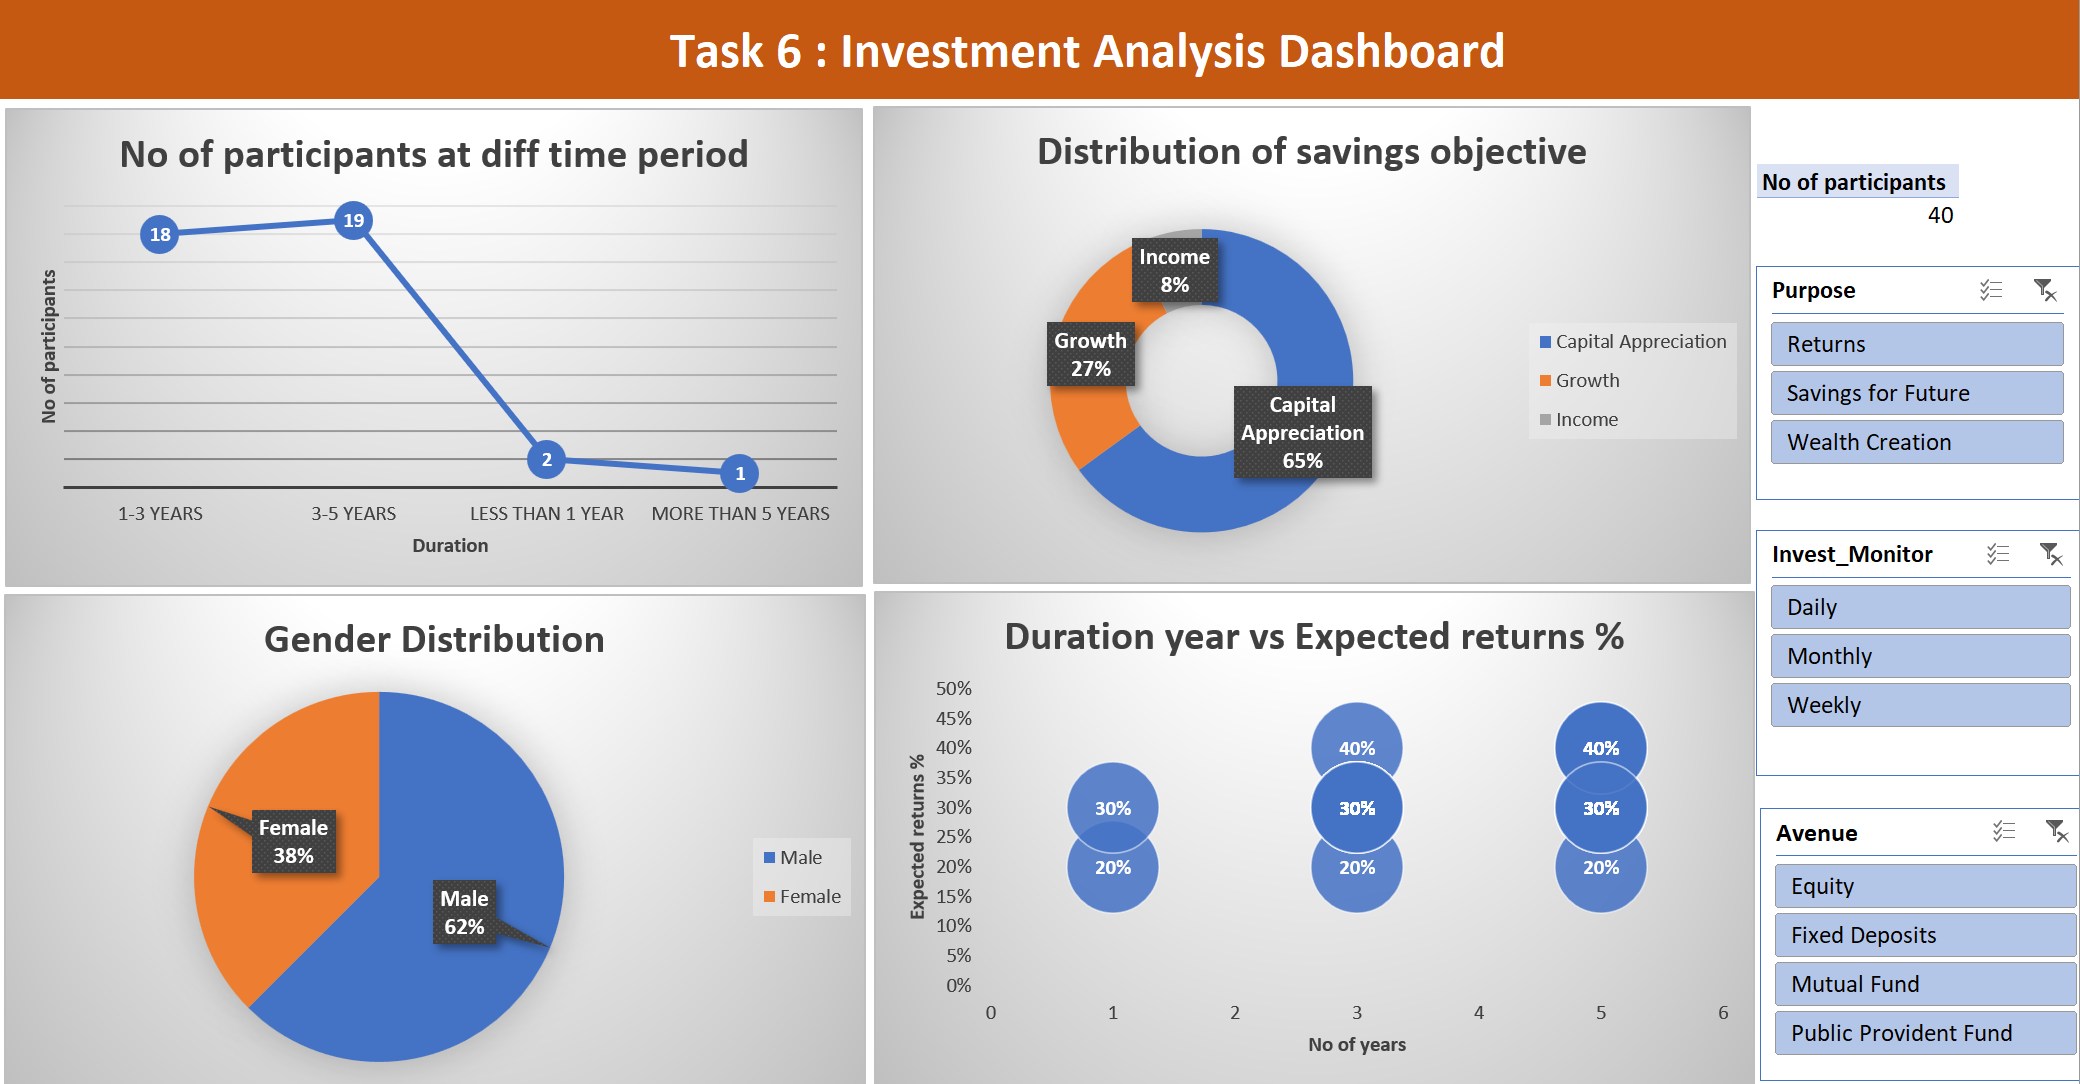 Task 6 : Investment Analysis Dashboard
No of participants at diff time period
No of participants
18
19
2
1
1-3 YEARS
3-5 YEARS
LESS THAN 1 YEAR
MORE THAN 5 YEARS
Duration
Distribution of savings objective
Income
8%
Growth
27%
Capital
Appreciation
65%
Capital Appreciation
Growth
Income
No of participants
40
Purpose
Returns
Savings for Future
Wealth Creation
Invest_Monitor
Daily
Monthly
Weekly
Avenue
Equity
Fixed Deposits
Mutual Fund
Public Provident Fund
Gender Distribution
Female
38%
Male
62%
Male
Female
Duration year vs Expected returns %
Expected returns %
50%
45%
40%
35%
30%
25%
20%
15%
10%
5%
0%
30%
20%
40%
30%
20%
40%
30%
20%
0
1
2
3
4
5
6
No of years